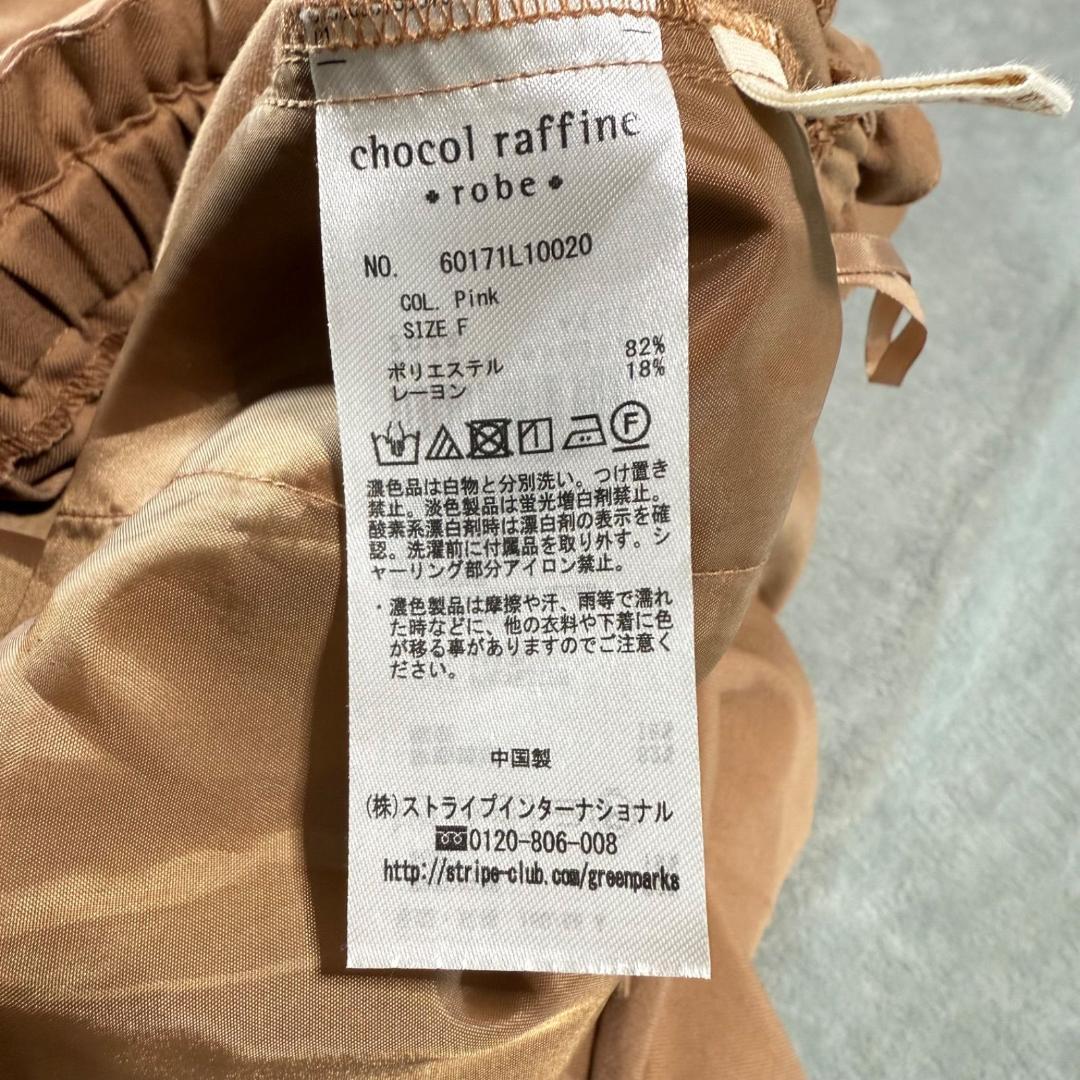 chocol raffine
robe
NO. 60171L10020
COL. Pink
SIZE F
ポリエステル 82%
レーヨン 18%
F
濃色品は白物と分別洗い。つけ置き
禁止。淡色製品は蛍光増白剤禁止。
酸素系漂白剤時は漂白剤の表示を確
認。洗濯前に付属品を取り外す。シ
ャーリング部分アイロン禁止。
・濃色製品は摩擦や汗、雨等で濡れ
た時などに、他の衣料や下着に色
が移る事がありますのでご注意く
ださい。
中国製
(株)ストライプインターナショナル
0120-806-008
http://stripe-club.com/greenparks